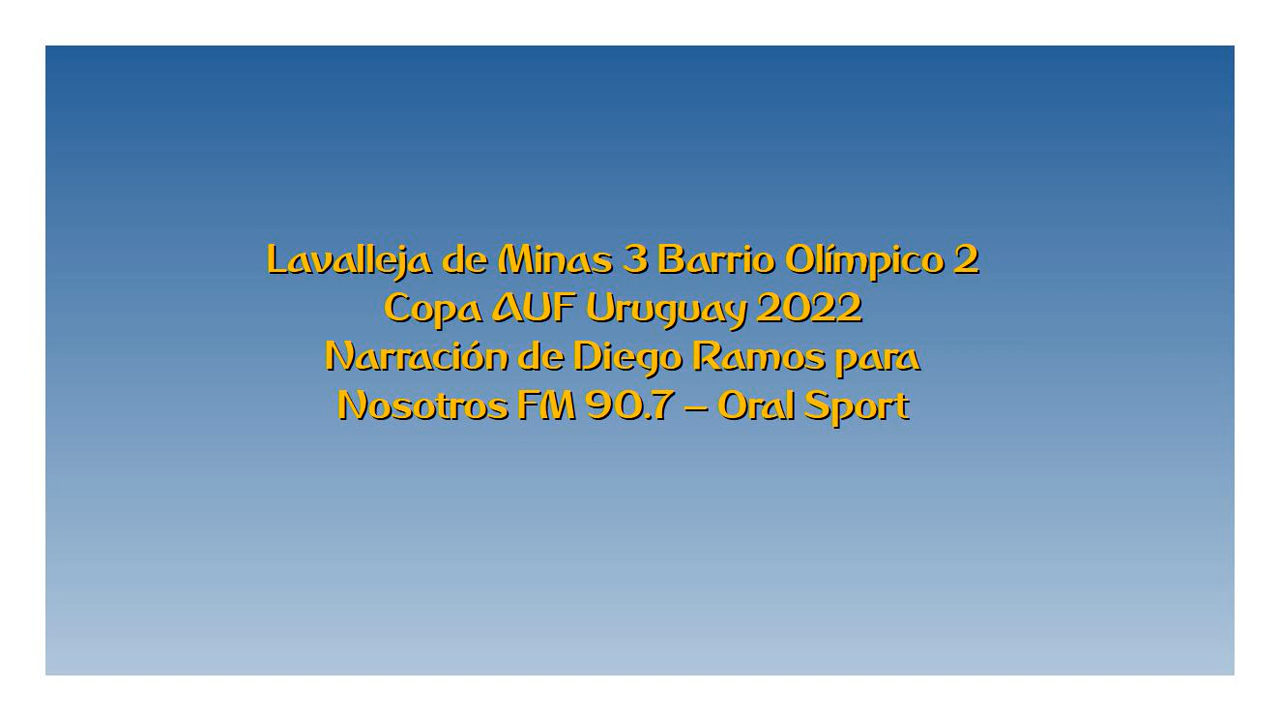 Lavalleja de Minas 3 Barrio Olímpico 2
Copa AUF Uruguay 2022
Narración de Diego Ramos para
Nosotros FM 90.7 – Oral Sport